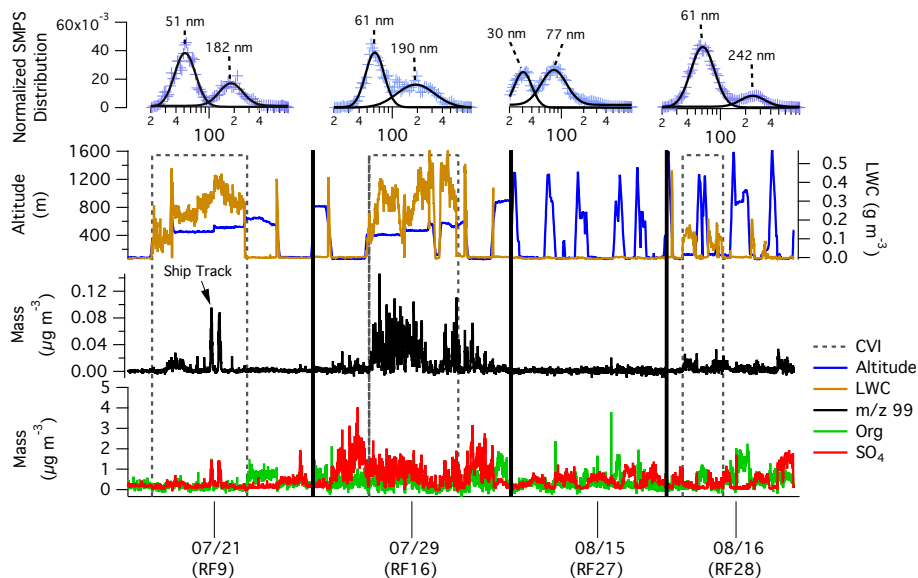 Normalized SMPS
Distribution
60x10-3
40
20
0
51 nm
182 nm
61 nm
190 nm
30 nm
77 nm
61 nm
242 nm
2 4 2 4
100
2 4 2 4
100
2 4 2 4
100
2 4 2 4
100
Altitude
(m)
1600
1200
800
400
0.5
0.4
0.3
0.2
0.1
0.0
LWC (g m-3)
Ship Track
Mass
(µg m-3)
0.12
0.08
0.04
0.00
Mass
(µg m-3)
5
4
3
2
1
0
CVI
Altitude
LWC
m/z 99
Org
SO4
07/21
(RF9)
07/29
(RF16)
08/15
(RF27)
08/16
(RF28)